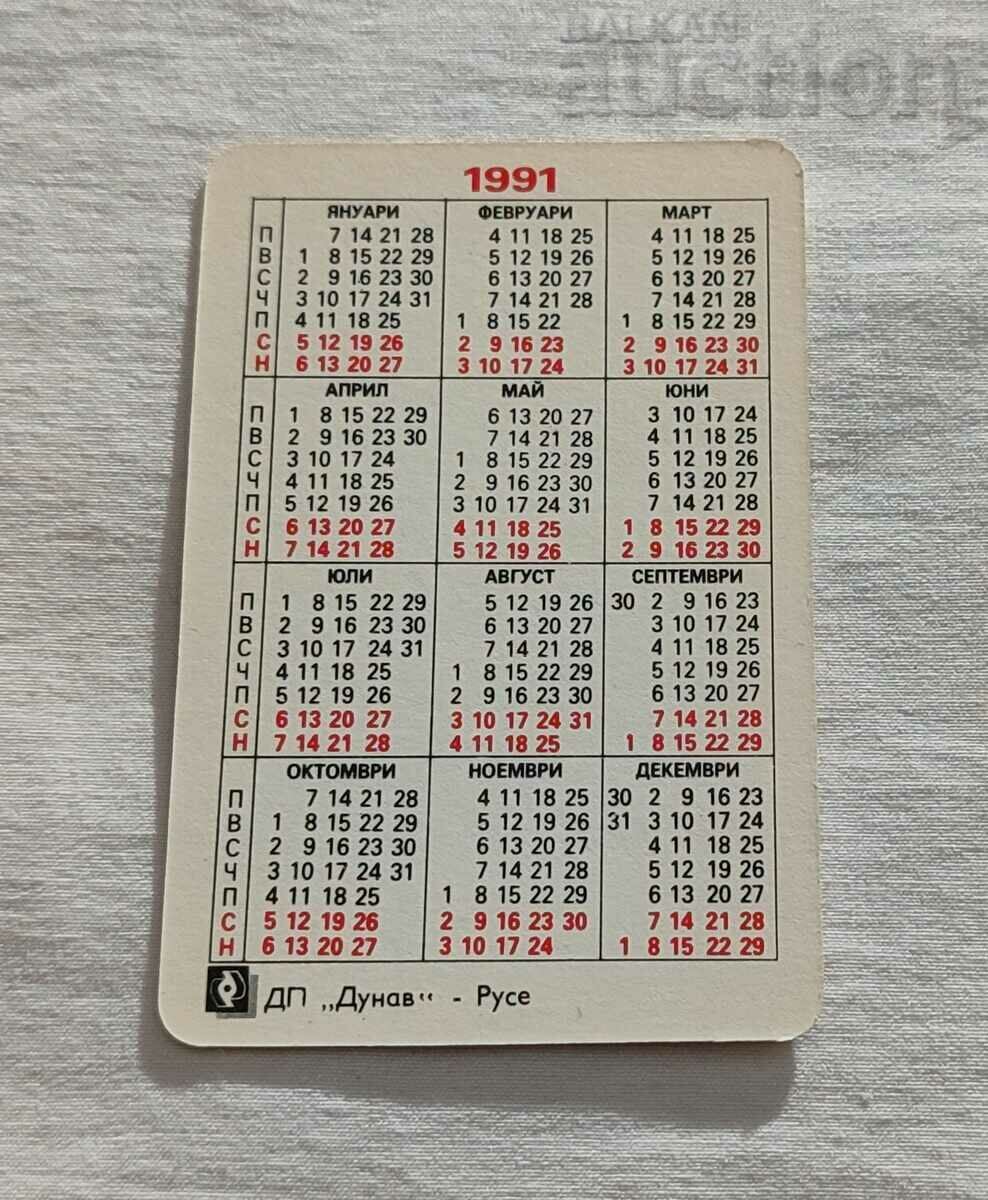 BALKAN
1991
ЯНУАРИ ФЕВРУАРИ МАРТ
П 7 14 21 28 4 11 18 25 4 11 18 25
В 1 8 15 22 29 5 12 19 26 5 12 19 26
С 2 9 16 23 30 6 13 20 27 6 13 20 27
Ч 3 10 17 24 31 7 14 21 28 7 14 21 28
П 4 11 18 25 1 8 15 22 1 8 15 22 29
С 5 12 19 26 2 9 16 23 2 9 16 23 30
Н 6 13 20 27 3 10 17 24 3 10 17 24 31
АПРИЛ МАЙ ЮНИ
П 1 8 15 22 29 6 13 20 27 3 10 17 24
В 2 9 16 23 30 7 14 21 28 4 11 18 25
С 3 10 17 24 1 8 15 22 29 5 12 19 26
Ч 4 11 18 25 2 9 16 23 30 6 13 20 27
П 5 12 19 26 3 10 17 24 31 7 14 21 28
С 6 13 20 27 4 11 18 25 1 8 15 22 29
Н 7 14 21 28 5 12 19 26 2 9 16 23 30
ЮЛИ АВГУСТ СЕПТЕМВРИ
П 1 8 15 22 29 5 12 19 26 30 2 9 16 23
В 2 9 16 23 30 6 13 20 27 3 10 17 24
С 3 10 17 24 31 7 14 21 28 4 11 18 25
Ч 4 11 18 25 1 8 15 22 29 5 12 19 26
П 5 12 19 26 2 9 16 23 30 6 13 20 27
С 6 13 20 27 3 10 17 24 31 7 14 21 28
Н 7 14 21 28 4 11 18 25 1 8 15 22 29
ОКТОМВРИ НОЕМВРИ ДЕКЕМВРИ
П 7 14 21 28 4 11 18 25 30 2 9 16 23
В 1 8 15 22 29 5 12 19 26 31 3 10 17 24
С 2 9 16 23 30 6 13 20 27 4 11 18 25
Ч 3 10 17 24 31 7 14 21 28 5 12 19 26
П 4 11 18 25 1 8 15 22 29 6 13 20 27
С 5 12 19 26 2 9 16 23 30 7 14 21 28
Н 6 13 20 27 3 10 17 24 1 8 15 22 29
ДП „Дунав“ - Русе